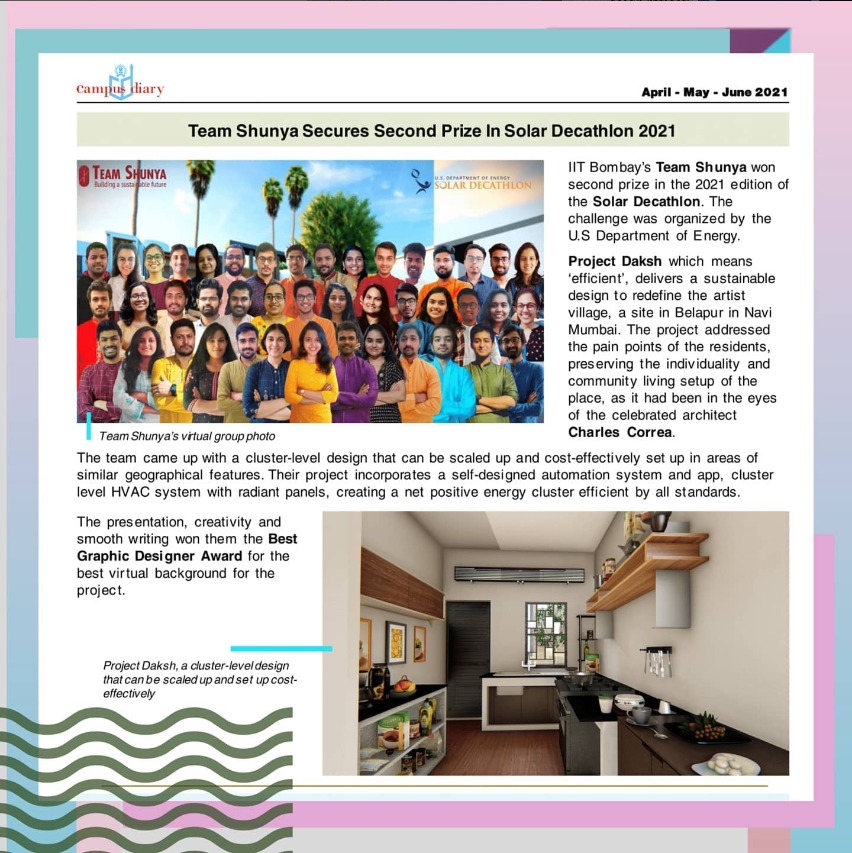 campus diary
April - May - June 2021
Team Shunya Secures Second Prize In Solar Decathlon 2021
TEAM SHUNYA
Building a sustainable future
U.S. DEPARTMENT OF ENERGY
SOLAR DECATHLON
Team Shunya's virtual group photo
IIT Bombay's Team Shunya won
second prize in the 2021 edition of
the Solar Decathlon. The
challenge was organized by the
U.S Department of Energy.
Project Daksh which means
'efficient', delivers a sustainable
design to redefine the artist
village, a site in Belapur in Navi
Mumbai. The project addressed
the pain points of the residents,
preserving the individuality and
community living setup of the
place, as it had been in the eyes
of the celebrated architect
Charles Correa.
The team came up with a cluster-level design that can be scaled up and cost-effectively set up in areas of
similar geographical features. Their project incorporates a self-designed automation system and app, cluster
level HVAC system with radiant panels, creating a net positive energy cluster efficient by all standards.
The presentation, creativity and
smooth writing won them the Best
Graphic Designer Award for the
best virtual background for the
project.
Project Daksh, a cluster-level design
that can be scaled up and set up cost-
effectively